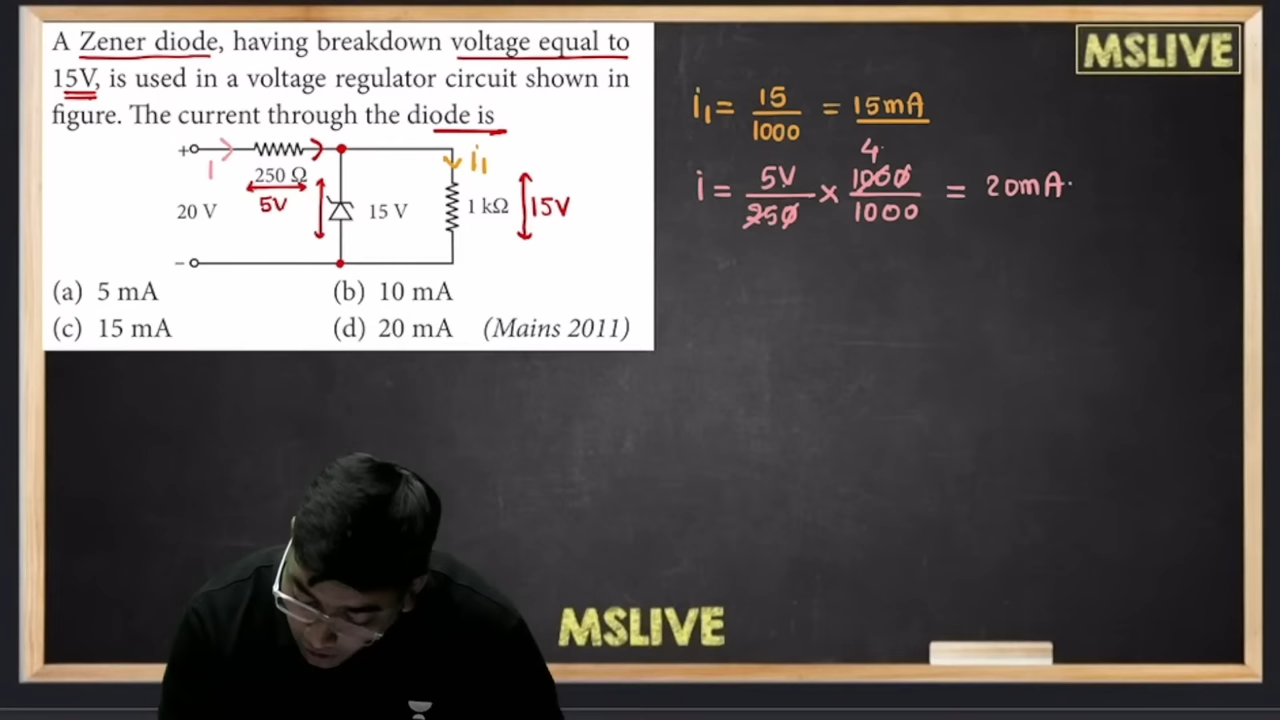 A Zener diode, having breakdown voltage equal to
15V, is used in a voltage regulator circuit shown in
figure. The current through the diode is
+
I
250 Ω
5V
20 V
15 V
i₁
1 kΩ
15V
-
(a) 5 mA (b) 10 mA
(c) 15 mA (d) 20 mA (Mains 2011)
MSLIVE
i₁ = 15/1000 = 15mA
4
i = 5V/250 × 1000/1000 = 20mA.
MSLIVE